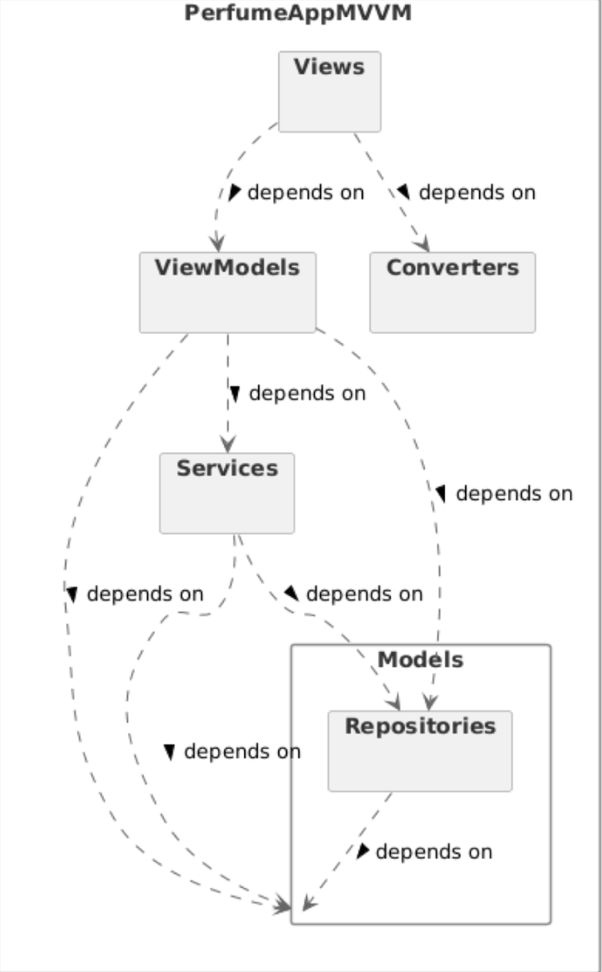 PerfumeAppMVVM
Views
depends on
depends on
ViewModels
Converters
depends on
Services
depends on
depends on
depends on
Models
Repositories
depends on
depends on